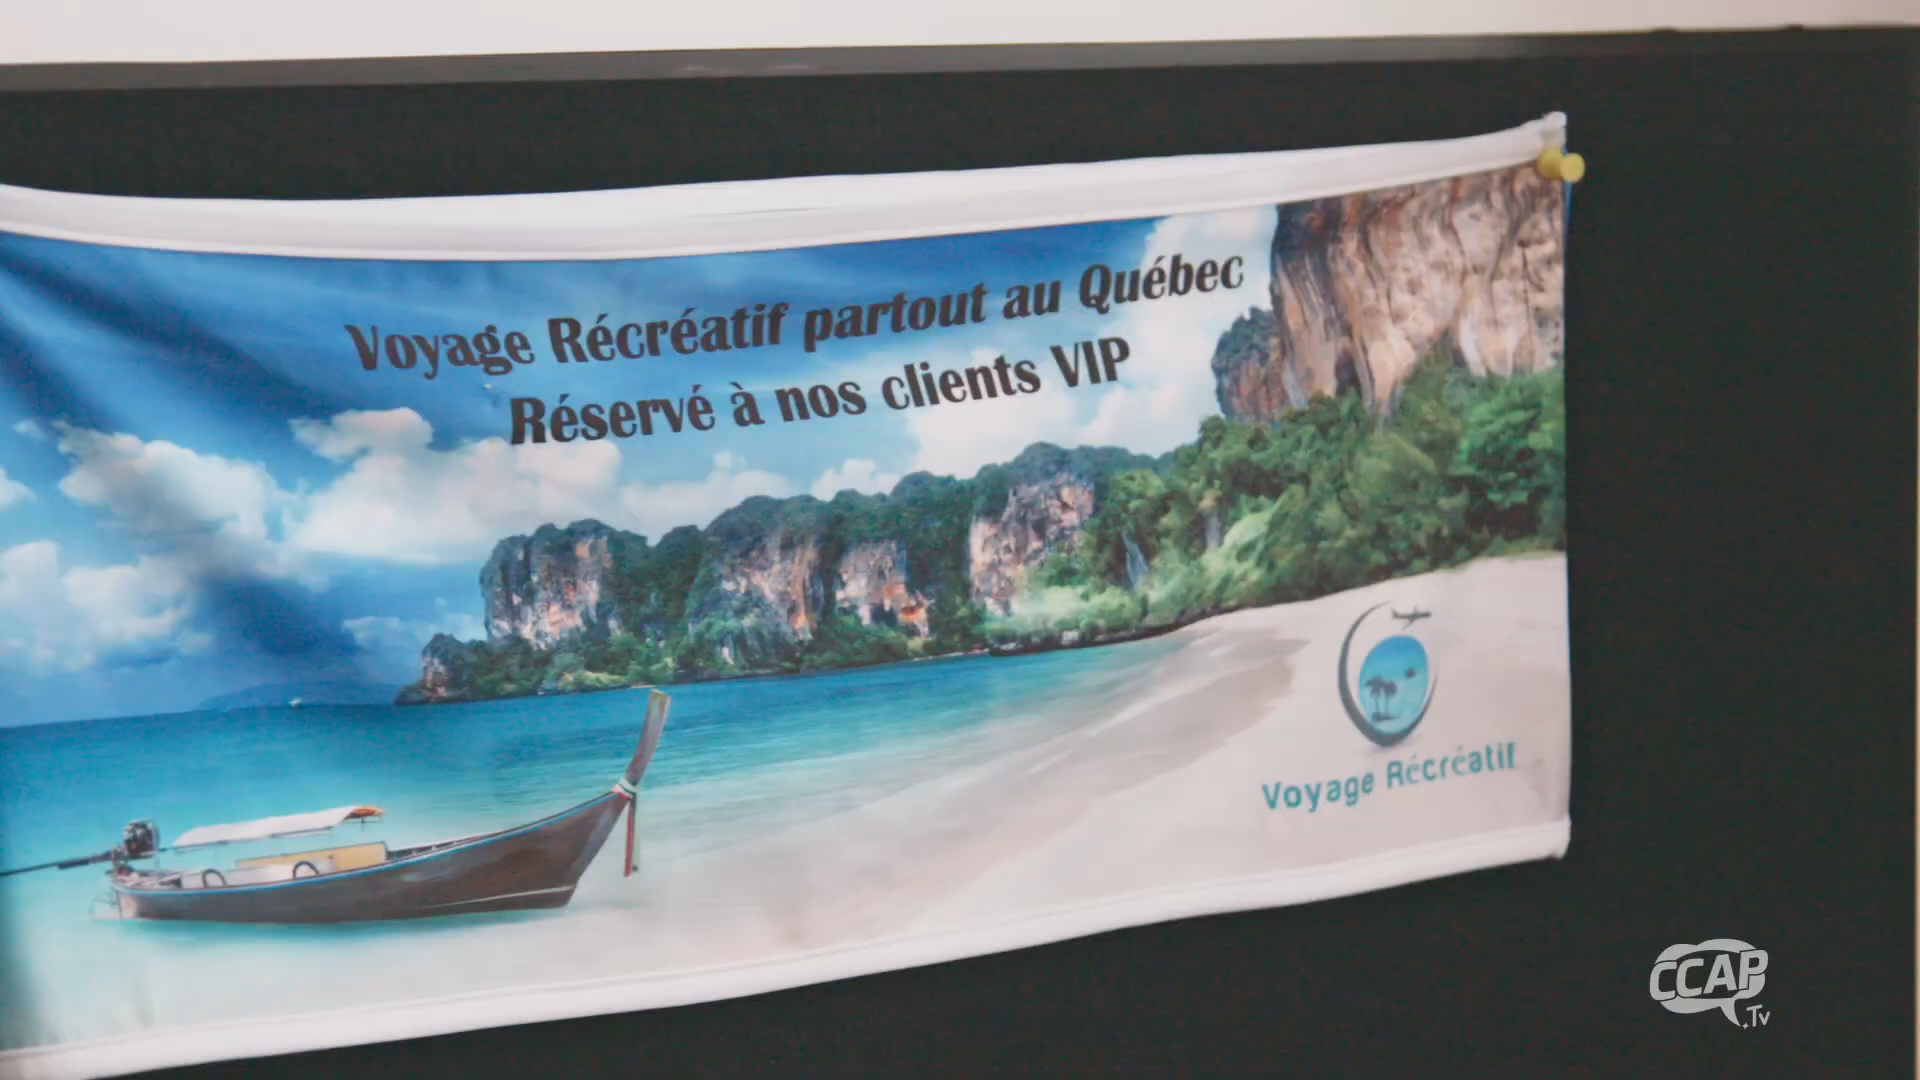 Voyage Récréatif partout au Québec
Réservé à nos clients VIP
Voyage Récréatif
CCAP
.Tv